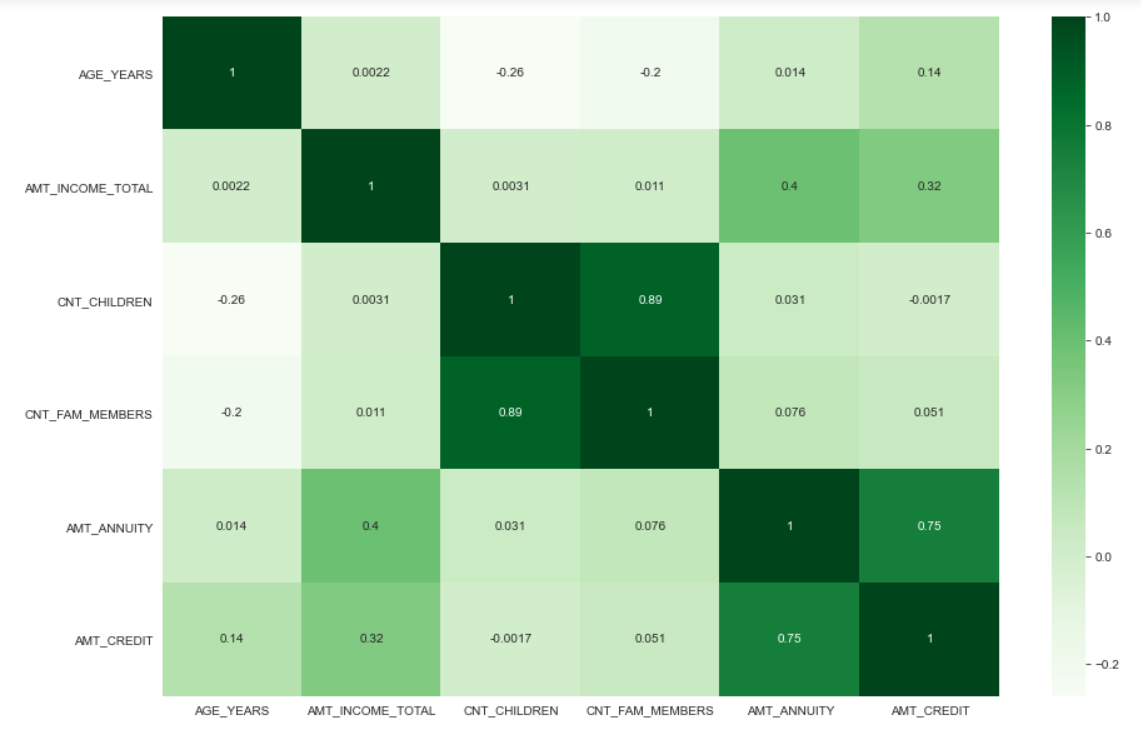 1.0
AGE_YEARS 1 0.0022 -0.26 -0.2 0.014 0.14
0.8
AMT_INCOME_TOTAL 0.0022 1 0.0031 0.011 0.4 0.32
0.6
CNT_CHILDREN -0.26 0.0031 1 0.89 0.031 -0.0017
0.4
CNT_FAM_MEMBERS -0.2 0.011 0.89 1 0.076 0.051
0.2
AMT_ANNUITY 0.014 0.4 0.031 0.076 1 0.75
0.0
AMT_CREDIT 0.14 0.32 -0.0017 0.051 0.75 1
−0.2
AGE_YEARS AMT_INCOME_TOTAL CNT_CHILDREN CNT_FAM_MEMBERS AMT_ANNUITY AMT_CREDIT